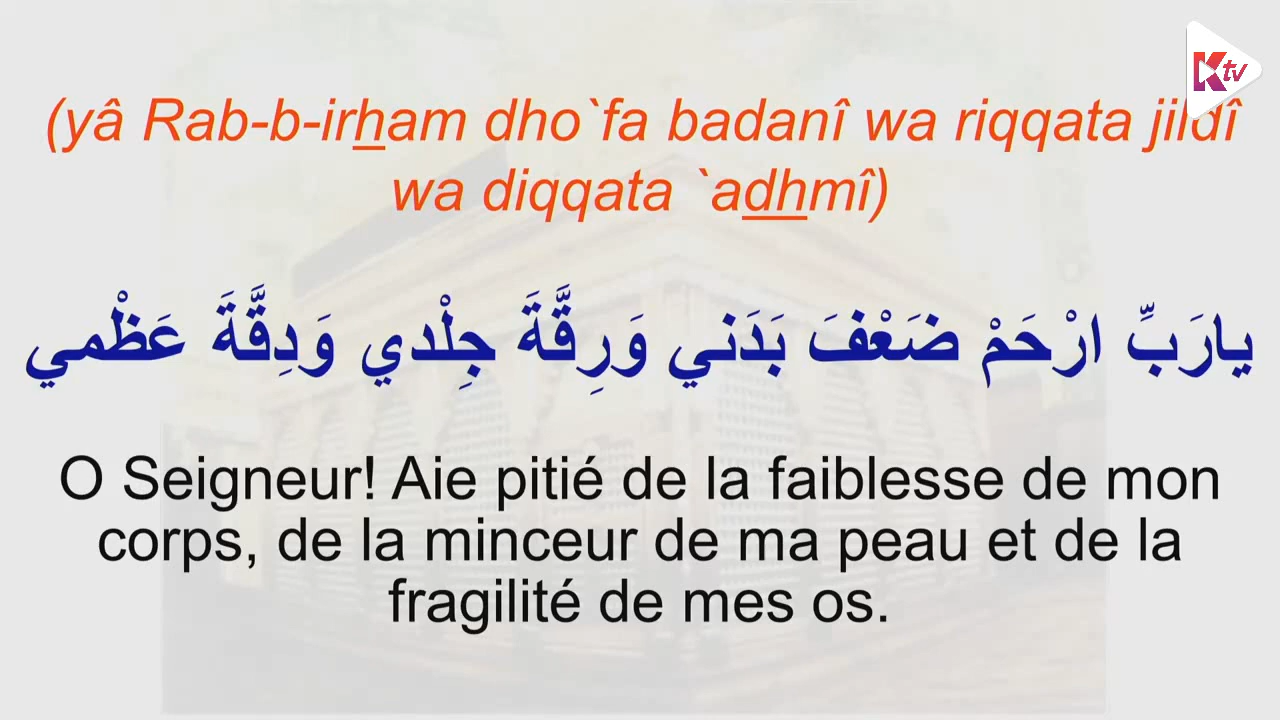 Ktv
(yâ Rab-b-irham dho`fa badanî wa riqqata jildî
wa diqqata `adhmî)
يارَبِّ ارْحَمْ ضَعْفَ بَدَني وَرِقَّةَ جِلْدي وَدِقَّةَ عَظْمي
O Seigneur! Aie pitié de la faiblesse de mon
corps, de la minceur de ma peau et de la
fragilité de mes os.